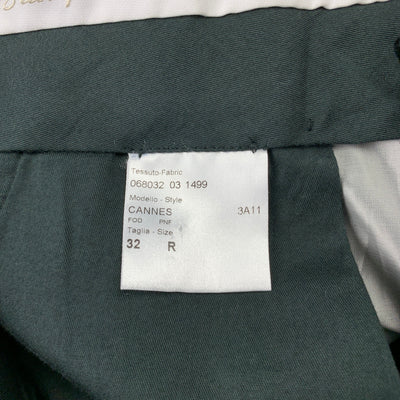 Tessuto-Fabric
068032 03 1499
Modello - Style
CANNES 3A11
FOD PNF
Taglia - Size
32 R